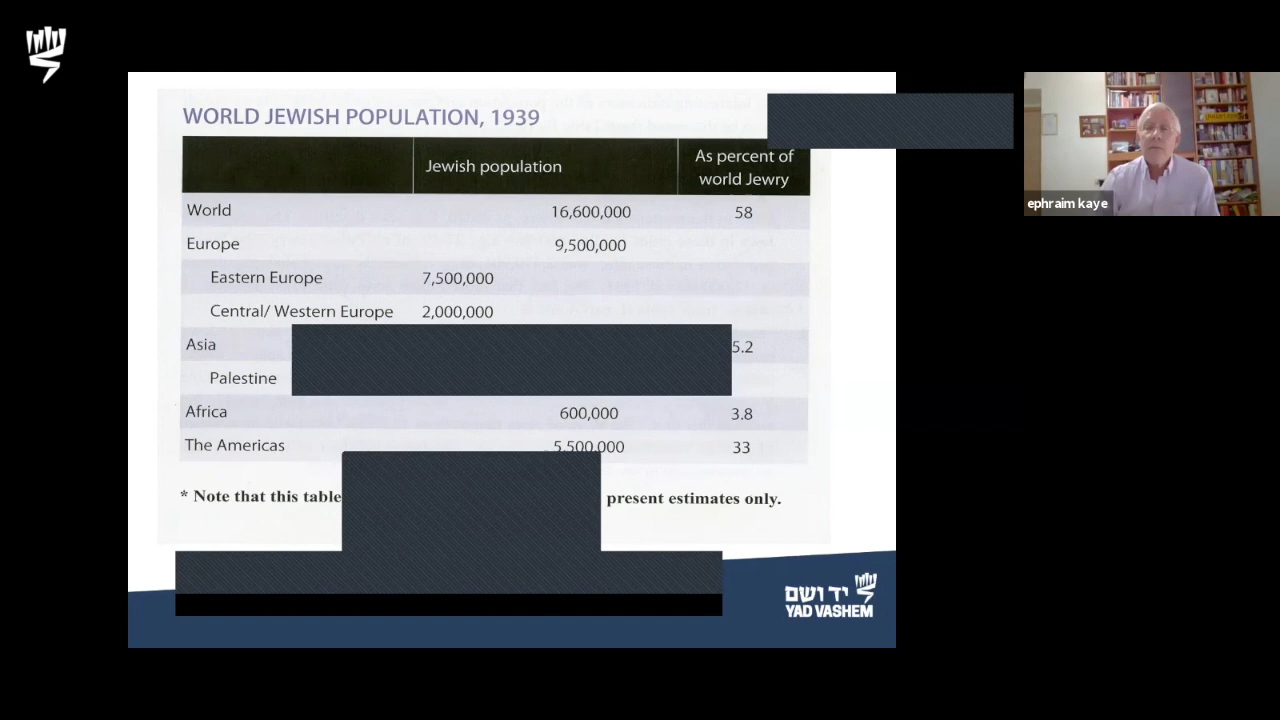 WORLD JEWISH POPULATION, 1939
Jewish population
As percent of
world Jewry
World 16,600,000 58
Europe 9,500,000
Eastern Europe 7,500,000
Central/ Western Europe 2,000,000
Asia 5.2
Palestine
Africa 600,000 3.8
The Americas 5,500,000 33
* Note that this table present estimates only.
יד ושם
YAD VASHEM
ephraim kaye